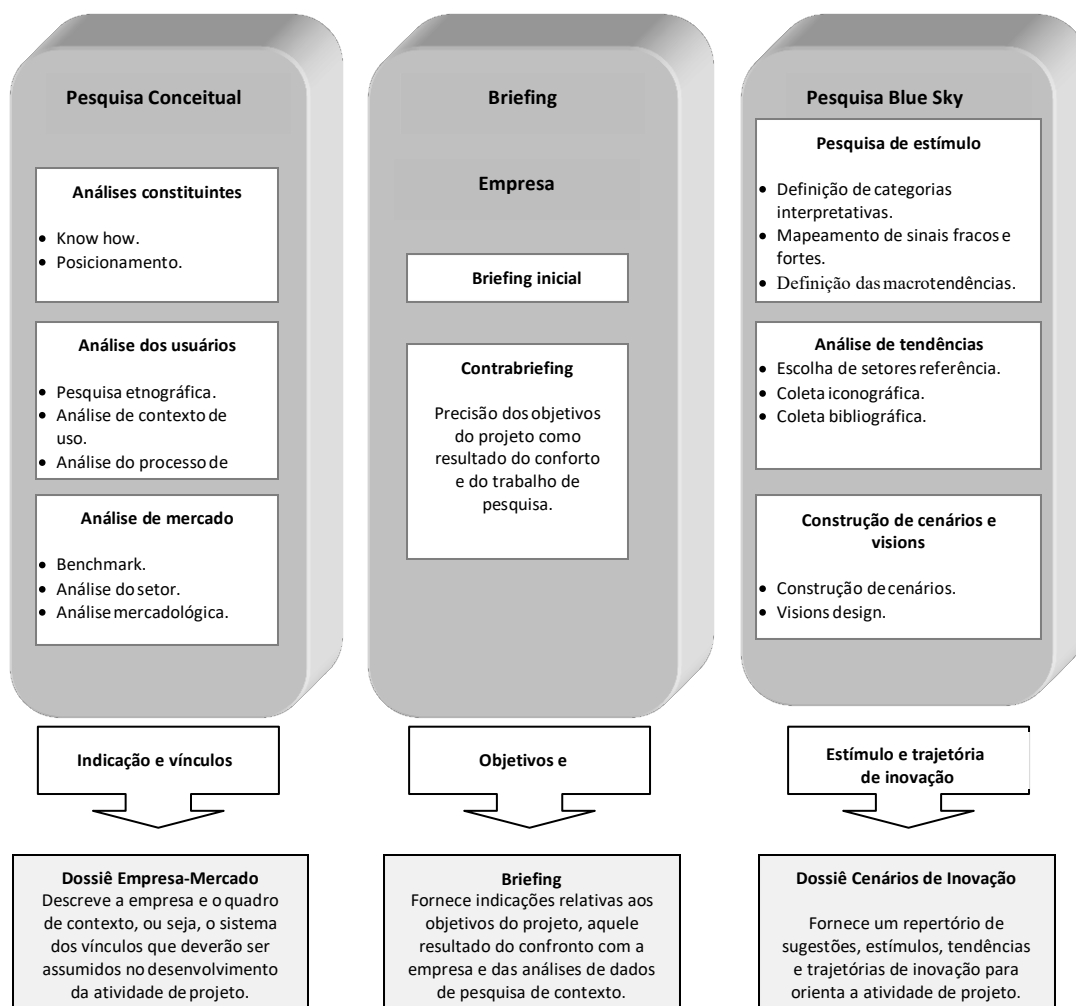 Pesquisa Conceitual
Análises constituintes
• Know how.
• Posicionamento.
Análise dos usuários
• Pesquisa etnográfica.
• Análise de contexto de
uso.
• Análise do processo de
Análise de mercado
• Benchmark.
• Análise do setor.
• Análise mercadológica.
Indicação e vínculos
Dossiê Empresa-Mercado
Descreve a empresa e o quadro
de contexto, ou seja, o sistema
dos vínculos que deverão ser
assumidos no desenvolvimento
da atividade de projeto.
Briefing
Empresa
Briefing inicial
Contrabriefing
Precisão dos objetivos
do projeto como
resultado do conforto
e do trabalho de
pesquisa.
Objetivos e
Briefing
Fornece indicações relativas aos
objetivos do projeto, aquele
resultado do confronto com a
empresa e das análises de dados
de pesquisa de contexto.
Pesquisa Blue Sky
Pesquisa de estímulo
• Definição de categorias
interpretativas.
• Mapeamento de sinais fracos e
fortes.
• Definição das macrotendências.
Análise de tendências
• Escolha de setores referência.
• Coleta iconográfica.
• Coleta bibliográfica.
Construção de cenários e
visions
• Construção de cenários.
• Visions design.
Estímulo e trajetória
de inovação
Dossiê Cenários de Inovação
Fornece um repertório de
sugestões, estímulos, tendências
e trajetórias de inovação para
orienta a atividade de projeto.